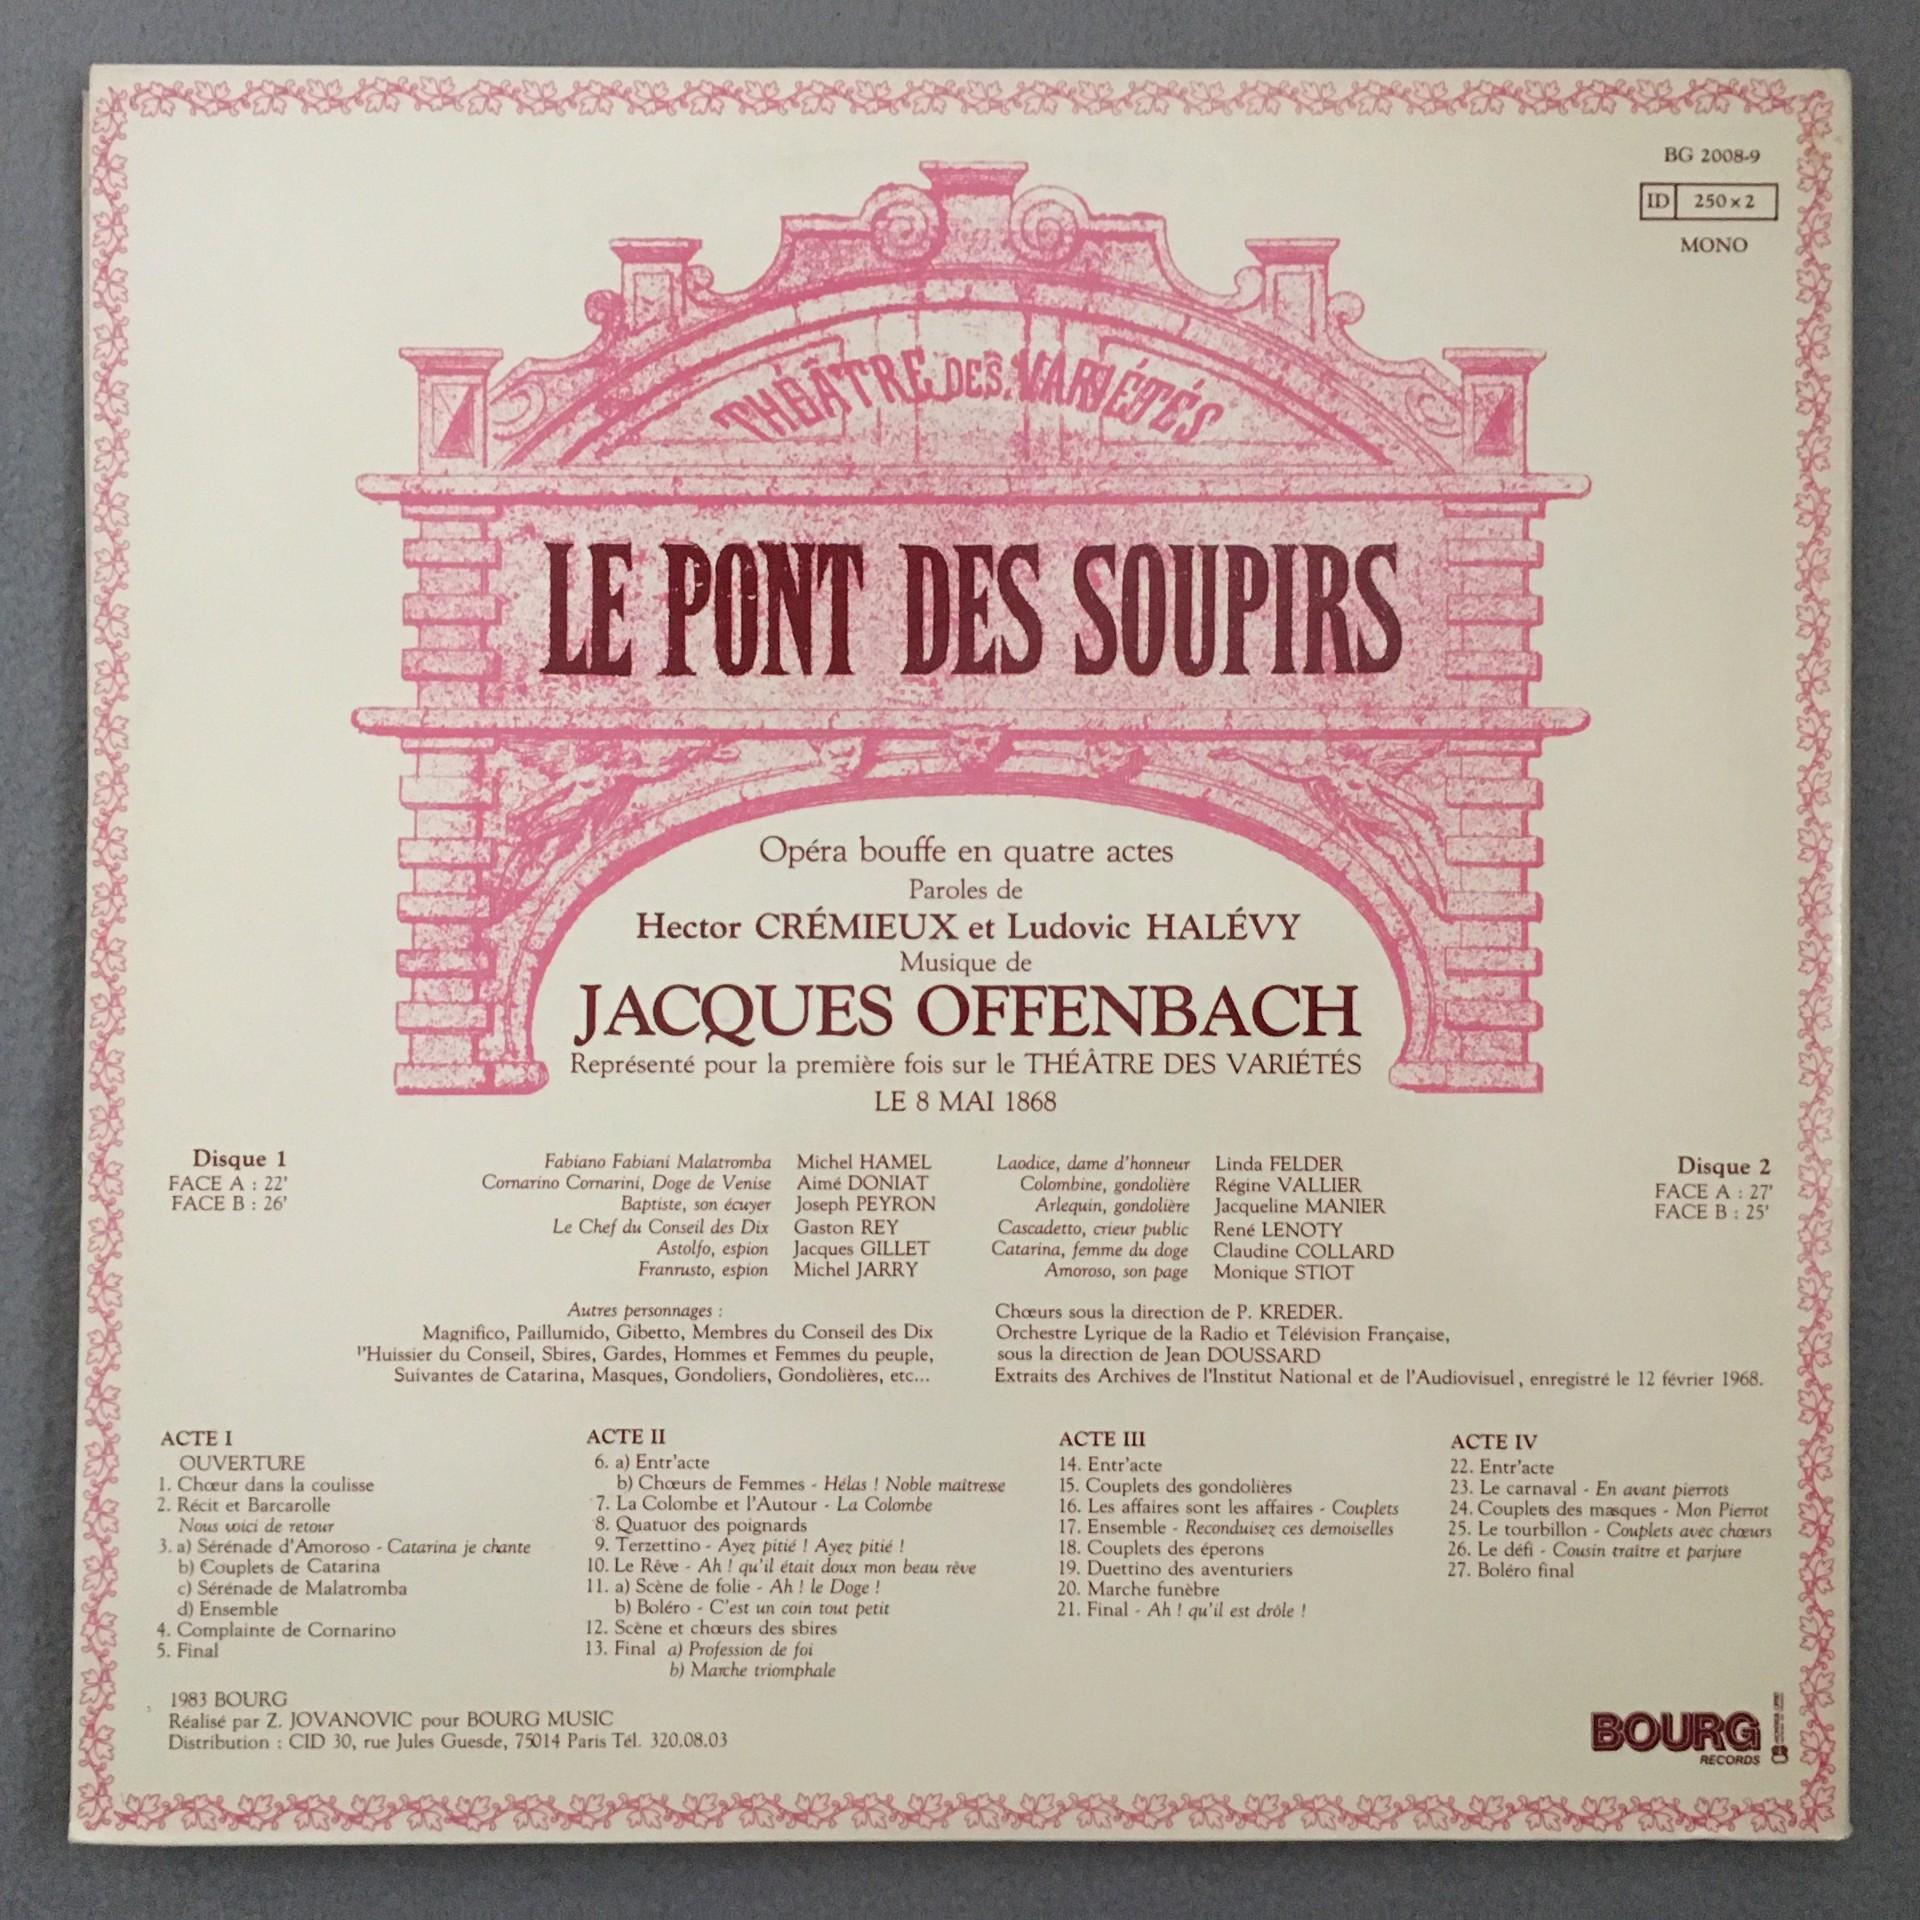 BG 2008-9
ID 250 x 2
MONO
THÉÂTRE DES VARIÉTÉS
LE PONT DES SOUPIRS
Opéra bouffe en quatre actes
Paroles de
Hector CRÉMIEUX et Ludovic HALÉVY
Musique de
JACQUES OFFENBACH
Représenté pour la première fois sur le THÉÂTRE DES VARIÉTÉS
LE 8 MAI 1868
Disque 1
FACE A : 22'
FACE B : 26'
Fabiano Fabiani Malatromba Michel HAMEL
Cornarino Cornarini, Doge de Venise Aimé DONIAT
Baptiste, son écuyer Joseph PEYRON
Le Chef du Conseil des Dix Gaston REY
Astolfo, espion Jacques GILLET
Franrusto, espion Michel JARRY
Laodice, dame d'honneur Linda FELDER
Colombine, gondolière Régine VALLIER
Arlequin, gondolière Jacqueline MANIER
Cascadetto, crieur public René LENOTY
Catarina, femme du doge Claudine COLLARD
Amoroso, son page Monique STIOT
Disque 2
FACE A : 27'
FACE B : 25'
Autres personnages :
Magnifico, Paillumido, Gibetto, Membres du Conseil des Dix
l'Huissier du Conseil, Sbires, Gardes, Hommes et Femmes du peuple,
Suivantes de Catarina, Masques, Gondoliers, Gondolières, etc...
Chœurs sous la direction de P. KREDER.
Orchestre Lyrique de la Radio et Télévision Française,
sous la direction de Jean DOUSSARD
Extraits des Archives de l'Institut National et de l'Audiovisuel, enregistré le 12 février 1968.
ACTE I
OUVERTURE
1. Chœur dans la coulisse
2. Récit et Barcarolle
Nous voici de retour
3. a) Sérénade d'Amoroso - Catarina je chante
b) Couplets de Catarina
c) Sérénade de Malatromba
d) Ensemble
4. Complainte de Cornarino
5. Final
ACTE II
6. a) Entr'acte
b) Chœurs de Femmes - Hélas ! Noble maîtresse
7. La Colombe et l'Autour - La Colombe
8. Quatuor des poignards
9. Terzettino - Ayez pitié ! Ayez pitié !
10. Le Rêve - Ah ! qu'il était doux mon beau rêve
11. a) Scène de folie - Ah ! le Doge !
b) Boléro - C'est un coin tout petit
12. Scène et chœurs des sbires
13. Final a) Profession de foi
b) Marche triomphale
ACTE III
14. Entr'acte
15. Couplets des gondolières
16. Les affaires sont les affaires - Couplets
17. Ensemble - Reconduisez ces demoiselles
18. Couplets des éperons
19. Duettino des aventuriers
20. Marche funèbre
21. Final - Ah ! qu'il est drôle !
ACTE IV
22. Entr'acte
23. Le carnaval - En avant pierrots
24. Couplets des masques - Mon Pierrot
25. Le tourbillon - Couplets avec chœurs
26. Le défi - Cousin traître et parjure
27. Boléro final
1983 BOURG
Réalisé par Z. JOVANOVIC pour BOURG MUSIC
Distribution : CID 30, rue Jules Guesde, 75014 Paris Tél. 320.08.03
BOURG
RECORDS